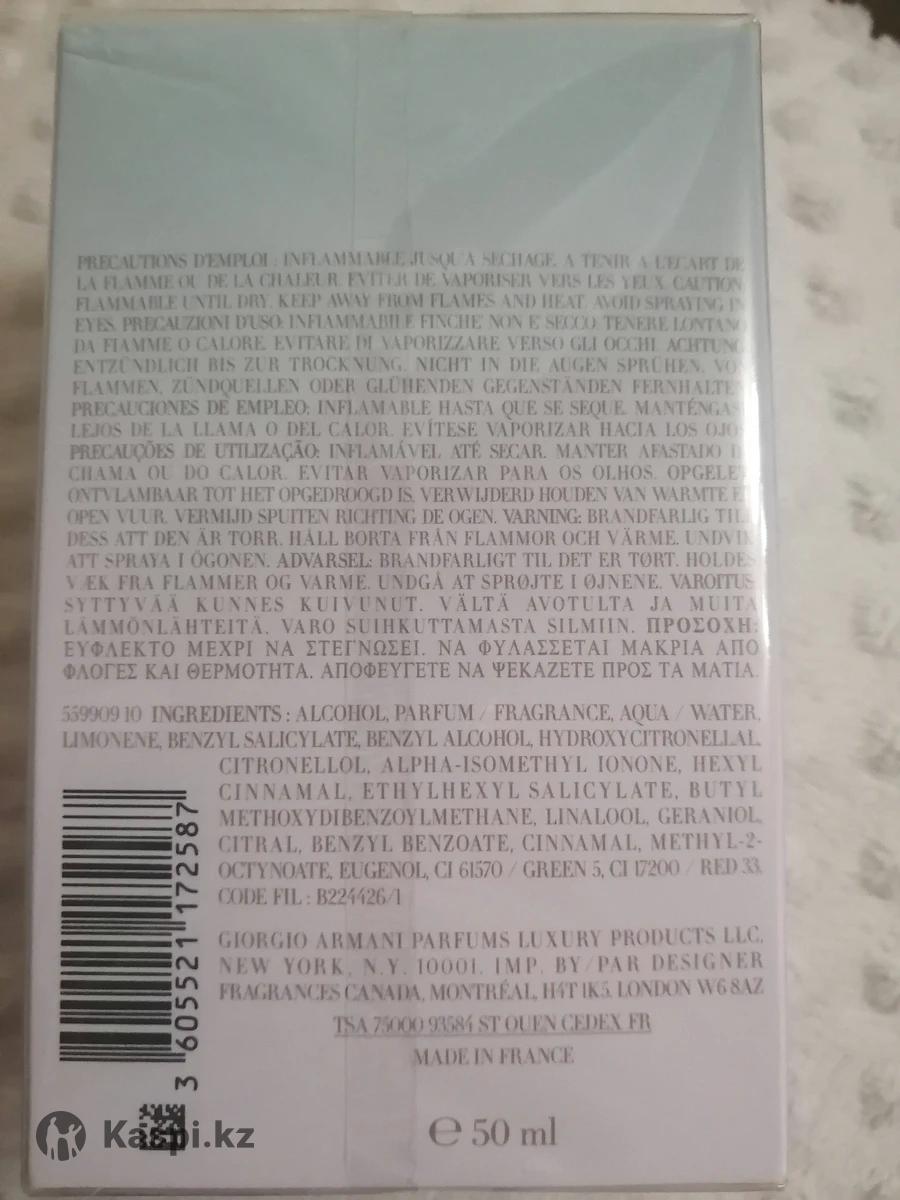 PRECAUTIONS D'EMPLOI : INFLAMMABLE JUSQU'A SECHAGE. A TENIR A L'ECART DE
LA FLAMME OU DE LA CHALEUR. EVITER DE VAPORISER VERS LES YEUX. CAUTION
FLAMMABLE UNTIL DRY. KEEP AWAY FROM FLAMES AND HEAT. AVOID SPRAYING IN
EYES. PRECAUZIONI D'USO: INFIAMMABILE FINCHE' NON E' SECCO. TENERE LONTANO
DA FIAMME O CALORE. EVITARE DI VAPORIZZARE VERSO GLI OCCHI. ACHTUNG
ENTZÜNDLICH BIS ZUR TROCKNUNG. NICHT IN DIE AUGEN SPRÜHEN. VON
FLAMMEN, ZÜNDQUELLEN ODER GLÜHENDEN GEGENSTÄNDEN FERNHALTEN
PRECAUCIONES DE EMPLEO: INFLAMABLE HASTA QUE SE SEQUE. MANTÉNGAS
LEJOS DE LA LLAMA O DEL CALOR. EVÍTESE VAPORIZAR HACIA LOS OJOS
PRECAUÇÕES DE UTILIZAÇÃO: INFLAMÁVEL ATÉ SECAR. MANTER AFASTADO D
CHAMA OU DO CALOR. EVITAR VAPORIZAR PARA OS OLHOS. OPGELET
ONTVLAMBAAR TOT HET OPGEDROOGD IS. VERWIJDERD HOUDEN VAN WARMTE E
OPEN VUUR. VERMIJD SPUITEN RICHTING DE OGEN. VARNING: BRANDFARLIG TILL
DESS ATT DEN ÄR TORR. HÅLL BORTA FRÅN FLAMMOR OCH VÄRME. UNDVIK
ATT SPRAYA I ÖGONEN. ADVARSEL: BRANDFARLIGT TIL DET ER TØRT. HOLDES
VÆK FRA FLAMMER OG VARME. UNDGÅ AT SPRØJTE I ØJNENE. VAROITUS
SYTTYVÄÄ KUNNES KUIVUNUT. VÄLTÄ AVOTULTA JA MUITA
LÄMMÖNLÄHTEITÄ. VARO SUIHKUTTAMASTA SILMIIN. ΠΡΟΣΟΧΗ:
ΕΥΦΛΕΚΤΟ ΜΕΧΡΙ ΝΑ ΣΤΕΓΝΩΣΕΙ. ΝΑ ΦΥΛΑΣΣΕΤΑΙ ΜΑΚΡΙΑ ΑΠΟ
ΦΛΟΓΕΣ ΚΑΙ ΘΕΡΜΟΤΗΤΑ. ΑΠΟΦΕΥΓΕΤΕ ΝΑ ΨΕΚΑΖΕΤΕ ΠΡΟΣ ΤΑ ΜΑΤΙΑ.
559909 10 INGREDIENTS : ALCOHOL, PARFUM / FRAGRANCE, AQUA / WATER,
LIMONENE, BENZYL SALICYLATE, BENZYL ALCOHOL, HYDROXYCITRONELLAL,
CITRONELLOL, ALPHA-ISOMETHYL IONONE, HEXYL
CINNAMAL, ETHYLHEXYL SALICYLATE, BUTYL
METHOXYDIBENZOYLMETHANE, LINALOOL, GERANIOL,
CITRAL, BENZYL BENZOATE, CINNAMAL, METHYL-2-
OCTYNOATE, EUGENOL, CI 61570 / GREEN 5, CI 17200 / RED 33.
CODE FIL : B224426/1
GIORGIO ARMANI PARFUMS LUXURY PRODUCTS LLC.
NEW YORK, N.Y. 10001. IMP. BY/PAR DESIGNER
FRAGRANCES CANADA, MONTRÉAL, H4T 1K5. LONDON W6 8AZ
TSA 75000 93584 ST OUEN CEDEX FR
MADE IN FRANCE
3 605521 172587
Kaspi.kz
℮ 50 ml